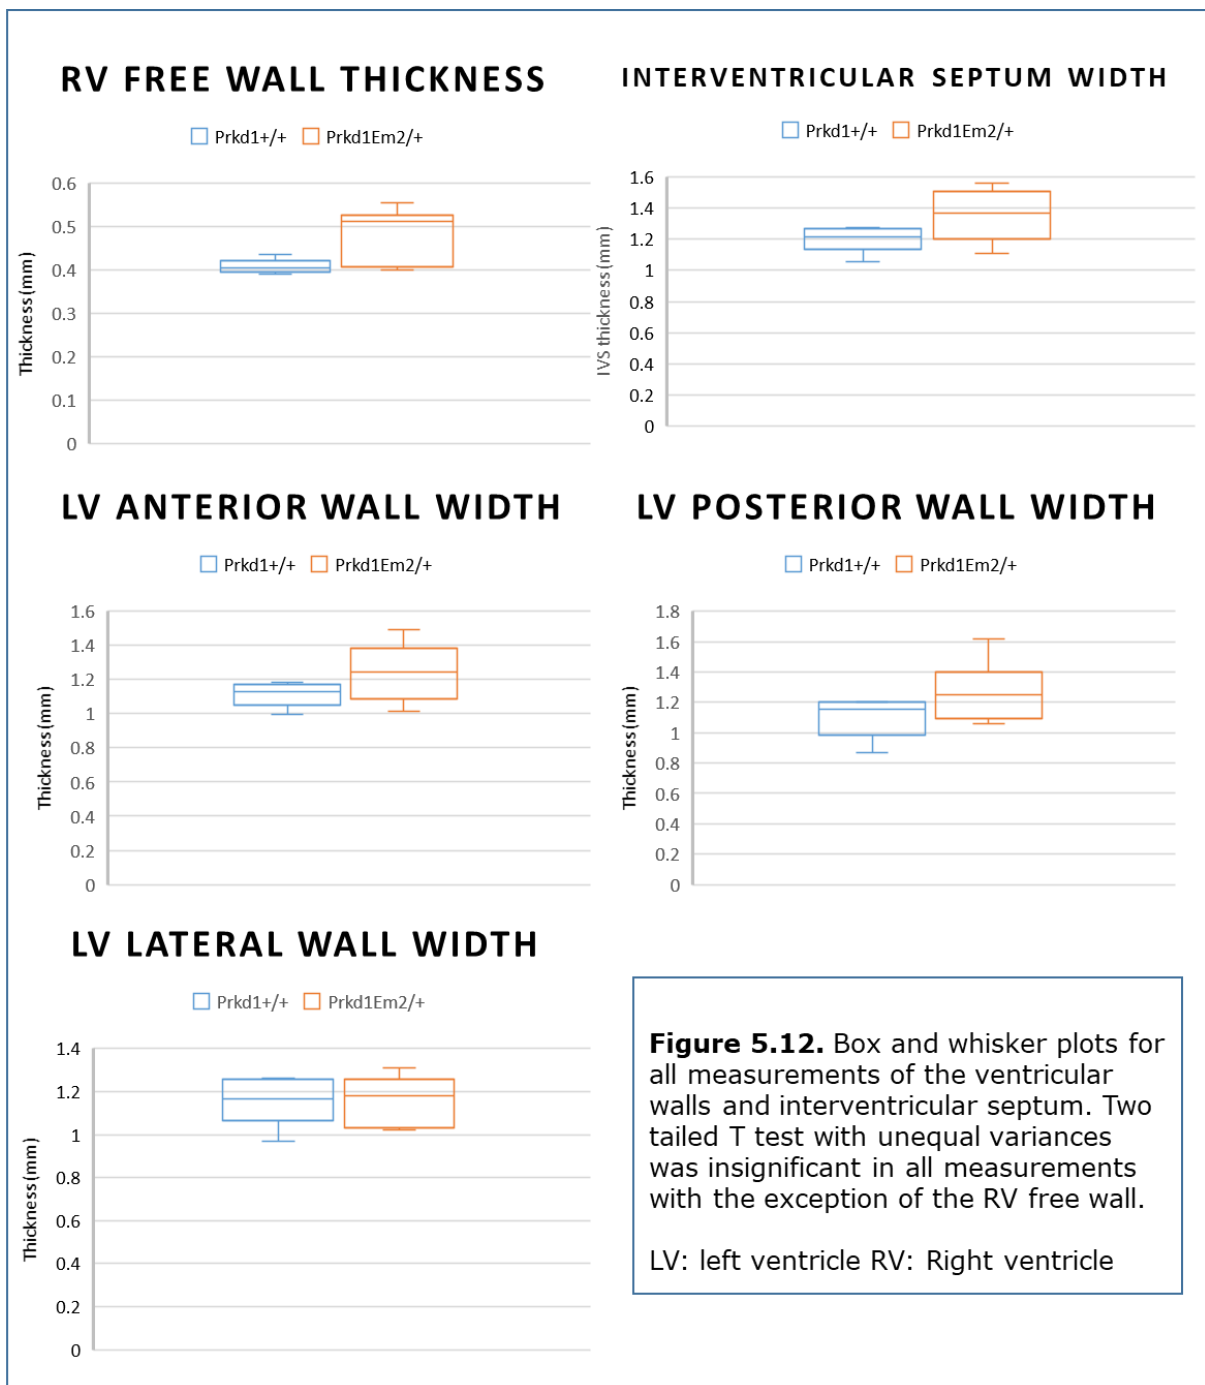 RV FREE WALL THICKNESS
Prkd1+/+ Prkd1Em2/+
Thickness (mm)
0.6
0.5
0.4
0.3
0.2
0.1
0
INTERVENTRICULAR SEPTUM WIDTH
Prkd1+/+ Prkd1Em2/+
IVS thickness (mm)
1.6
1.4
1.2
1
0.8
0.6
0.4
0.2
0
LV ANTERIOR WALL WIDTH
Prkd1+/+ Prkd1Em2/+
Thickness (mm)
1.6
1.4
1.2
1
0.8
0.6
0.4
0.2
0
LV POSTERIOR WALL WIDTH
Prkd1+/+ Prkd1Em2/+
Thickness (mm)
1.8
1.6
1.4
1.2
1
0.8
0.6
0.4
0.2
0
LV LATERAL WALL WIDTH
Prkd1+/+ Prkd1Em2/+
Thickness (mm)
1.4
1.2
1
0.8
0.6
0.4
0.2
0
Figure 5.12. Box and whisker plots for
all measurements of the ventricular
walls and interventricular septum. Two
tailed T test with unequal variances
was insignificant in all measurements
with the exception of the RV free wall.
LV: left ventricle RV: Right ventricle